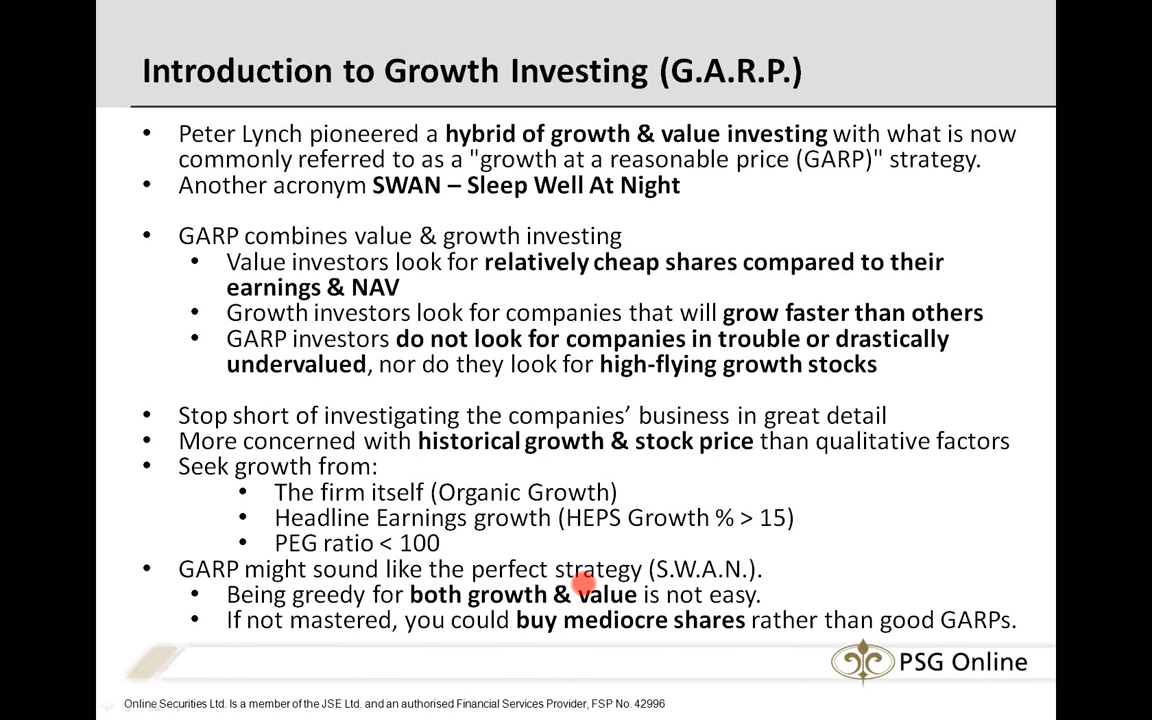 Introduction to Growth Investing (G.A.R.P.)
• Peter Lynch pioneered a hybrid of growth & value investing with what is now
commonly referred to as a "growth at a reasonable price (GARP)" strategy.
• Another acronym SWAN – Sleep Well At Night
• GARP combines value & growth investing
• Value investors look for relatively cheap shares compared to their
earnings & NAV
• Growth investors look for companies that will grow faster than others
• GARP investors do not look for companies in trouble or drastically
undervalued, nor do they look for high-flying growth stocks
• Stop short of investigating the companies’ business in great detail
• More concerned with historical growth & stock price than qualitative factors
• Seek growth from:
• The firm itself (Organic Growth)
• Headline Earnings growth (HEPS Growth % > 15)
• PEG ratio < 100
• GARP might sound like the perfect strategy (S.W.A.N.).
• Being greedy for both growth & value is not easy.
• If not mastered, you could buy mediocre shares rather than good GARPs.
PSG Online
Online Securities Ltd. Is a member of the JSE Ltd. and an authorised Financial Services Provider, FSP No. 42996